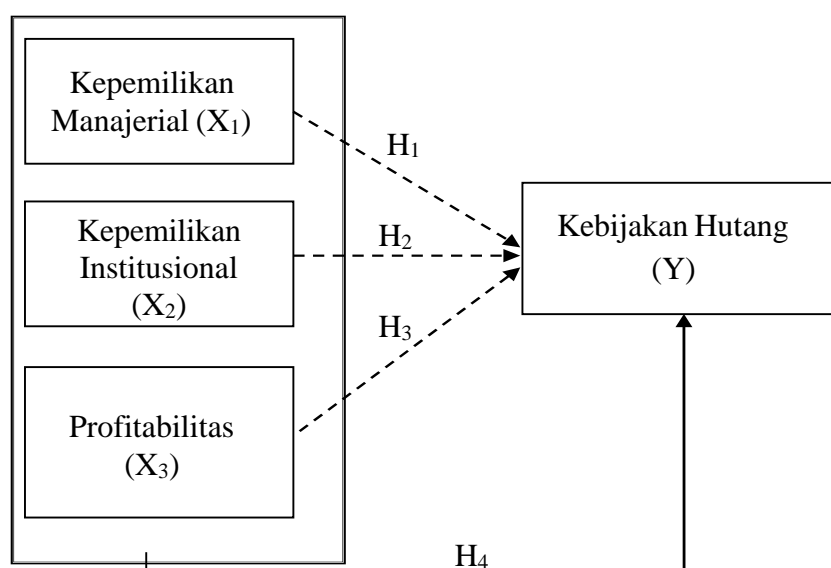 Kepemilikan
Manajerial (X₁)
H₁
Kepemilikan
Institusional
(X₂)
H₂
Kebijakan Hutang
(Y)
H₃
Profitabilitas
(X₃)
H₄